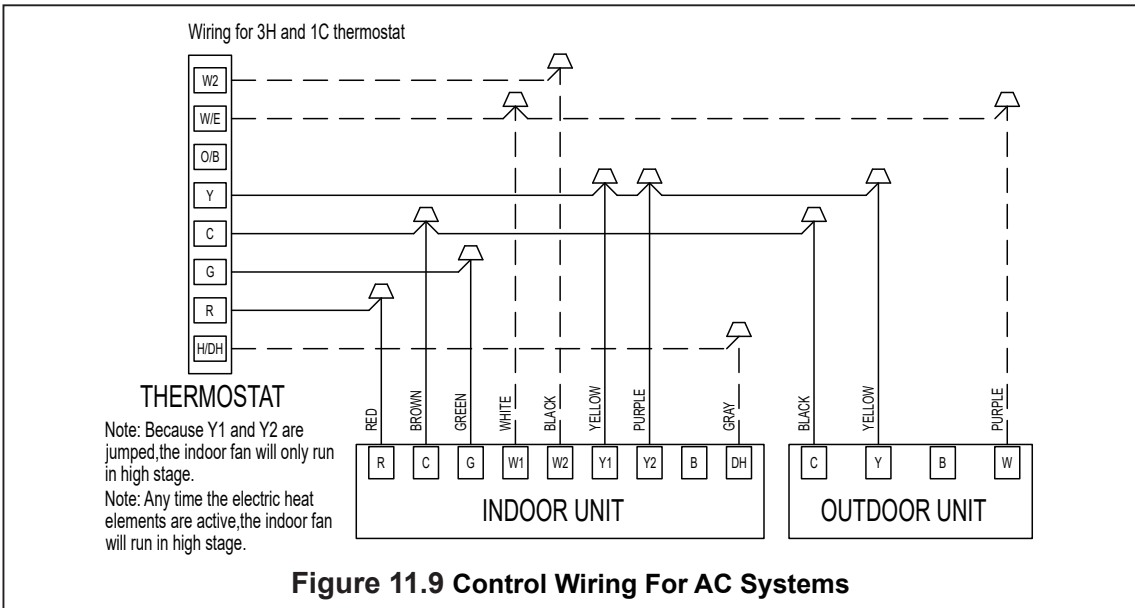 Wiring for 3H and 1C thermostat
W2
W/E
O/B
Y
C
G
R
H/DH
THERMOSTAT
Note: Because Y1 and Y2 are
jumped,the indoor fan will only run
in high stage.
Note: Any time the electric heat
elements are active,the indoor fan
will run in high stage.
RED
BROWN
GREEN
WHITE
BLACK
YELLOW
PURPLE
GRAY
R
C
G
W1
W2
Y1
Y2
B
DH
INDOOR UNIT
BLACK
YELLOW
PURPLE
C
Y
B
W
OUTDOOR UNIT
Figure 11.9 Control Wiring For AC Systems